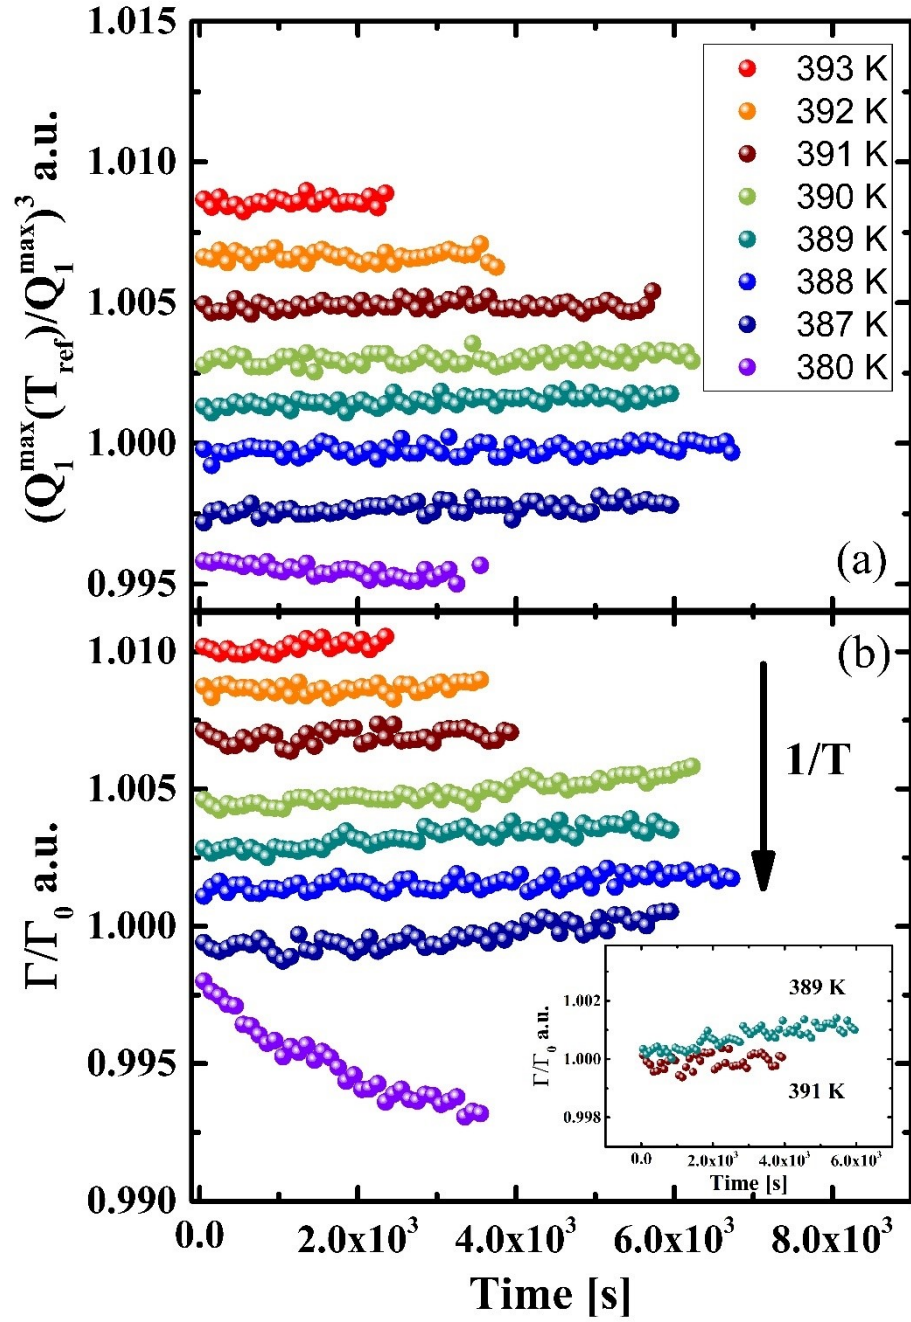 1.015
1.010
1.005
1.000
0.995
(Q₁ᵐᵃˣ(T_ref)/Q₁ᵐᵃˣ)³ a.u.
393 K
392 K
391 K
390 K
389 K
388 K
387 K
380 K
(a)
1.010
1.005
1.000
0.995
0.990
Γ/Γ₀ a.u.
(b)
1/T
1.002
1.000
0.998
Γ/Γ₀ a.u.
389 K
391 K
0.0 2.0x10³ 4.0x10³ 6.0x10³
Time [s]
0.0 2.0x10³ 4.0x10³ 6.0x10³ 8.0x10³
Time [s]